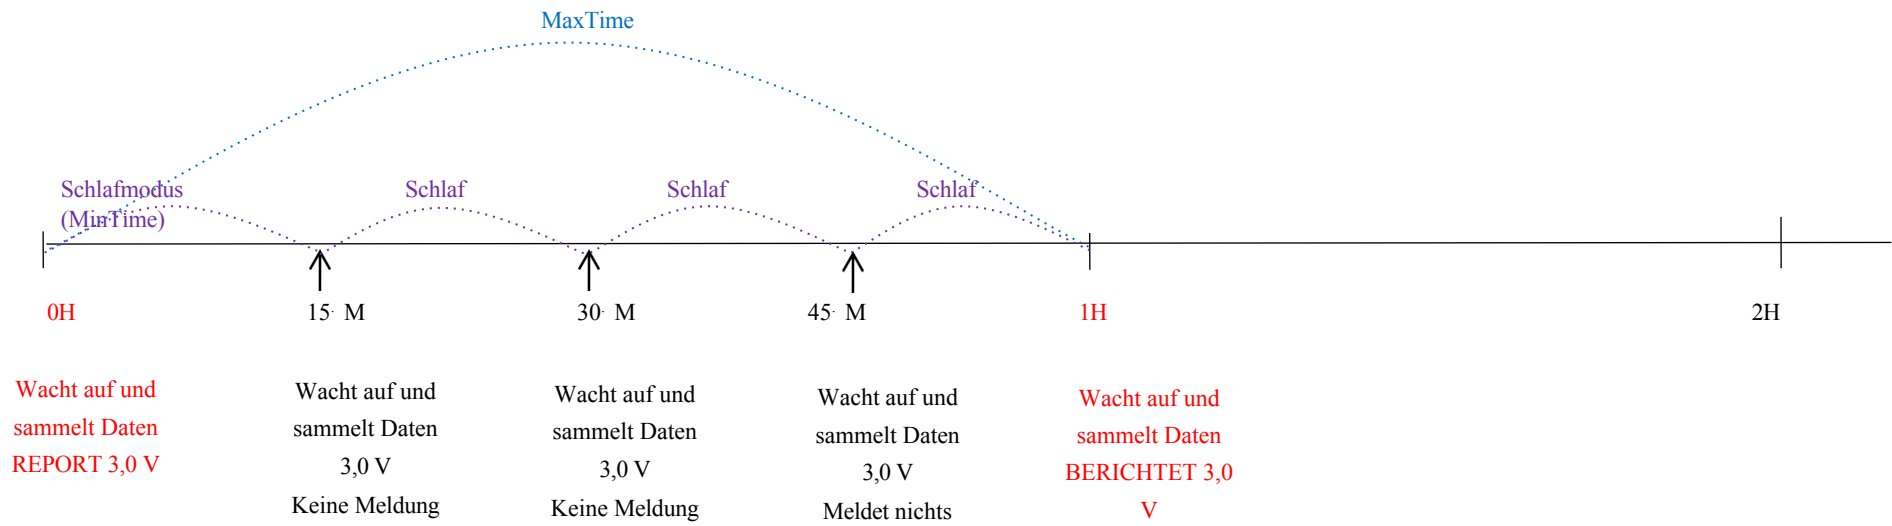 MaxTime
Schlafmodus
(MinTime)
Schlaf
Schlaf
Schlaf
0H
15. M
30. M
45. M
1H
2H
Wacht auf und
sammelt Daten
REPORT 3,0 V
Wacht auf und
sammelt Daten
3,0 V
Keine Meldung
Wacht auf und
sammelt Daten
3,0 V
Keine Meldung
Wacht auf und
sammelt Daten
3,0 V
Meldet nichts
Wacht auf und
sammelt Daten
BERICHTET 3,0
V